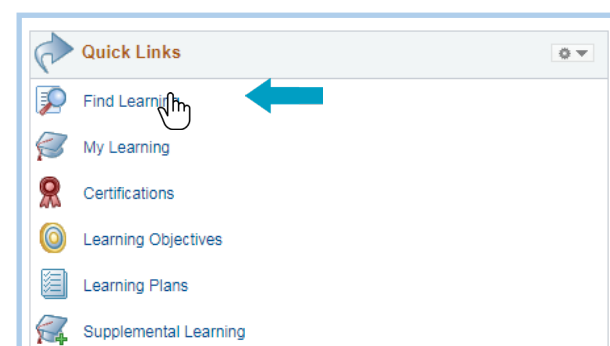 Quick Links
Find Learning
My Learning
Certifications
Learning Objectives
Learning Plans
Supplemental Learning